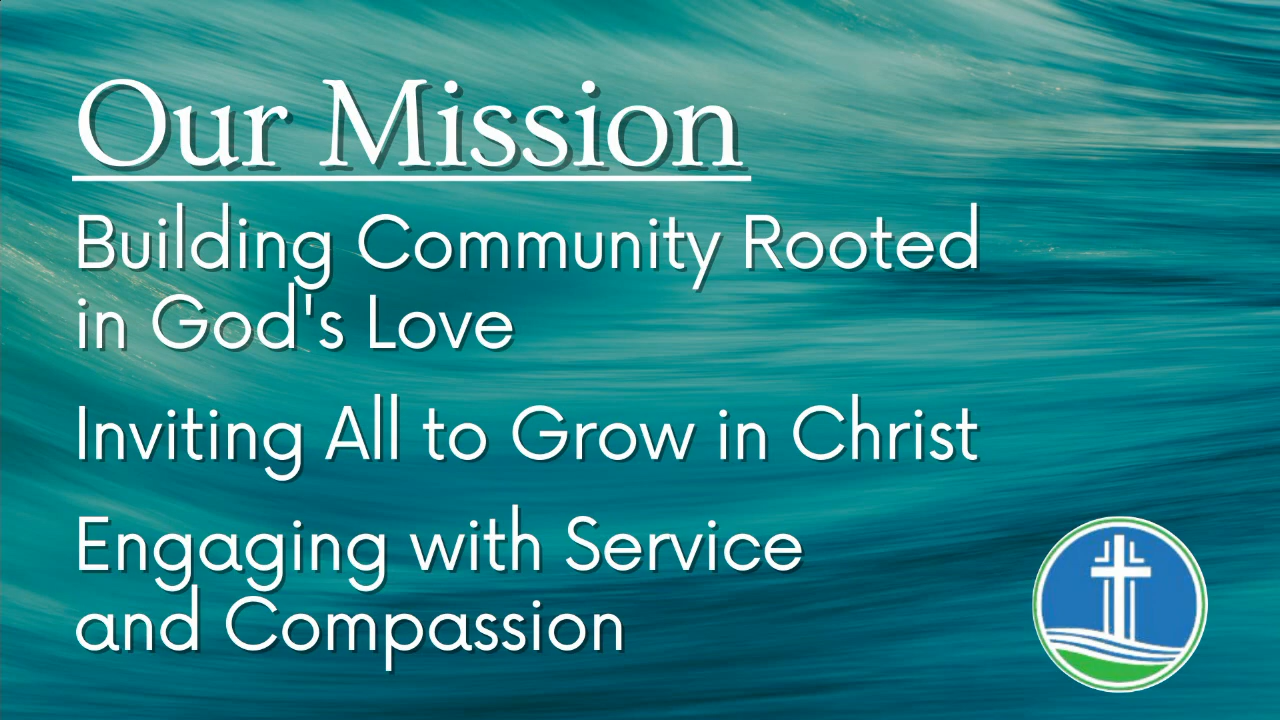 Our Mission
Building Community Rooted
in God's Love
Inviting All to Grow in Christ
Engaging with Service
and Compassion